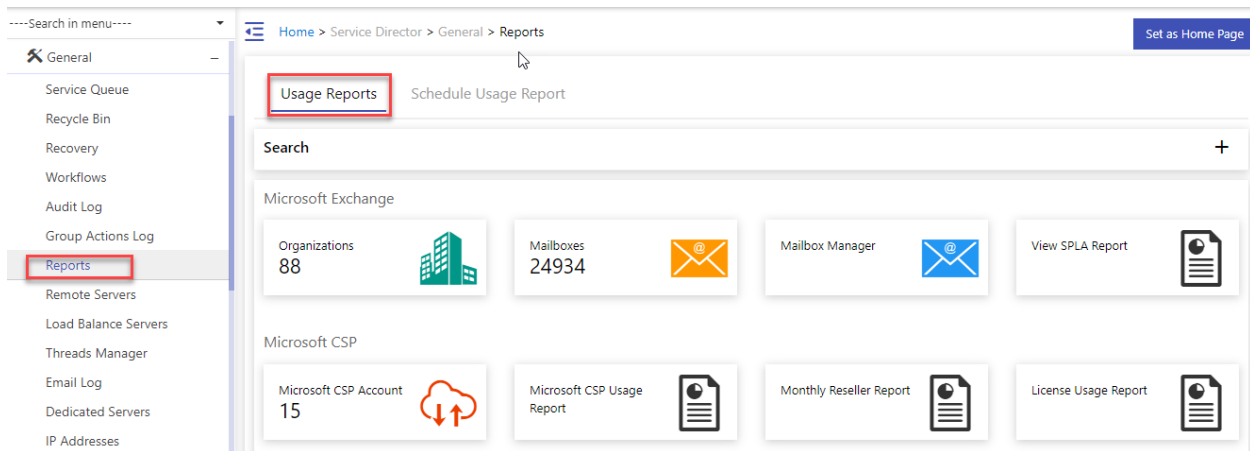 ----Search in menu----
General
Service Queue
Recycle Bin
Recovery
Workflows
Audit Log
Group Actions Log
Reports
Remote Servers
Load Balance Servers
Threads Manager
Email Log
Dedicated Servers
IP Addresses
Home > Service Director > General > Reports
Set as Home Page
Usage Reports
Schedule Usage Report
Search
Microsoft Exchange
Organizations
88
Mailboxes
24934
Mailbox Manager
View SPLA Report
Microsoft CSP
Microsoft CSP Account
15
Microsoft CSP Usage
Report
Monthly Reseller Report
License Usage Report